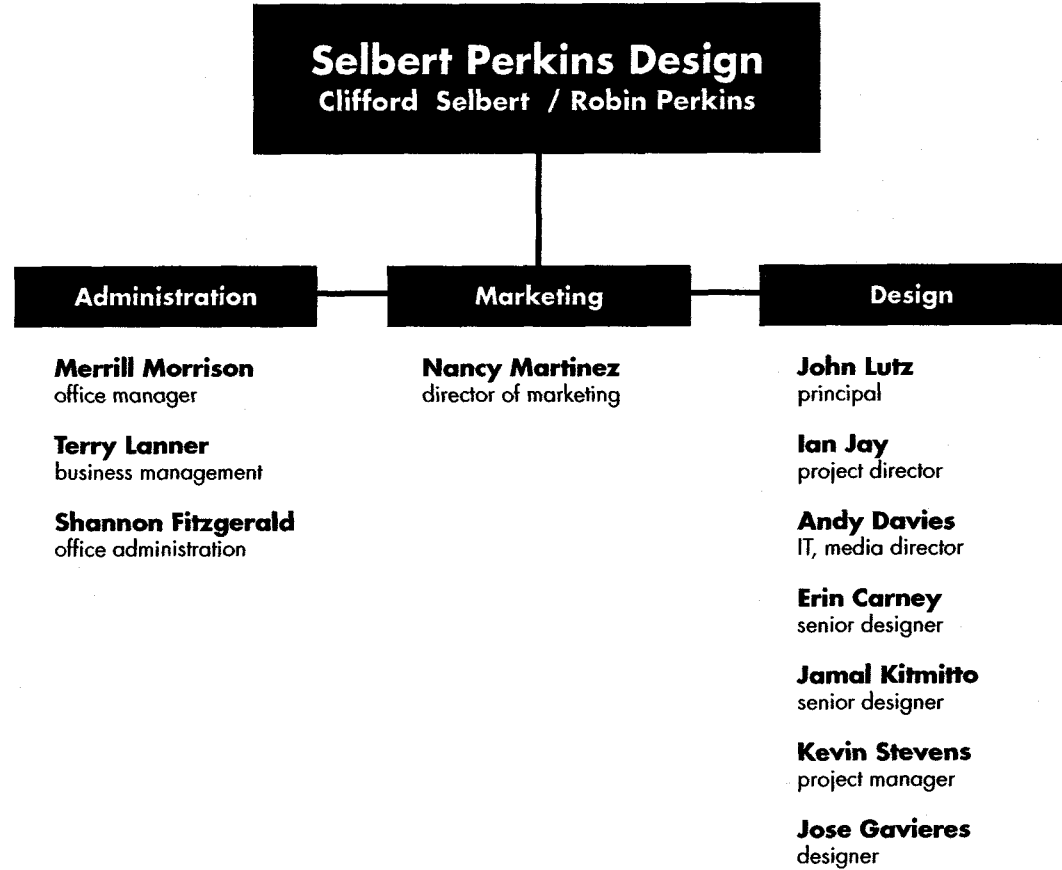 Selbert Perkins Design
Clifford Selbert / Robin Perkins
Administration
Merrill Morrison
office manager
Terry Lanner
business management
Shannon Fitzgerald
office administration
Marketing
Nancy Martinez
director of marketing
Design
John Lutz
principal
Ian Jay
project director
Andy Davies
IT, media director
Erin Carney
senior designer
Jamal Kitmitto
senior designer
Kevin Stevens
project manager
Jose Gavieres
designer